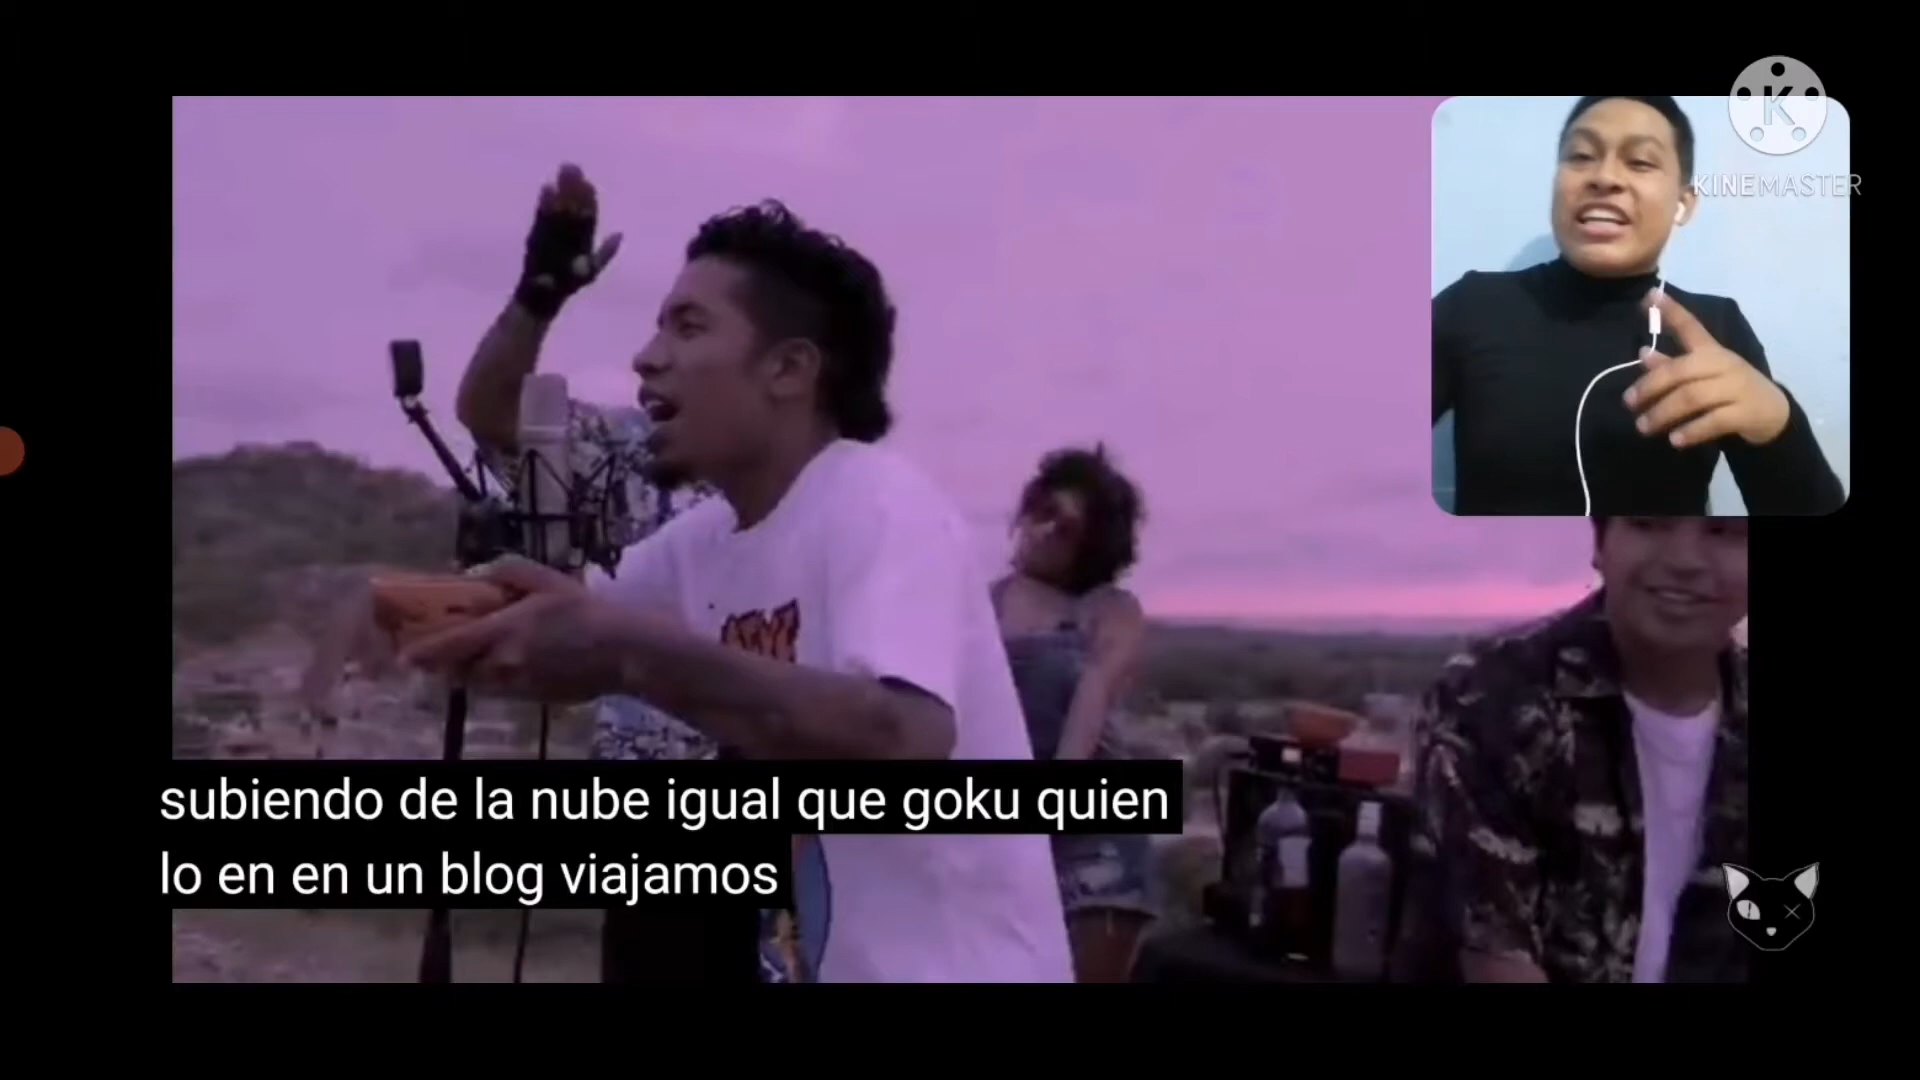 K
KINEMASTER
subiendo de la nube igual que goku quien
lo en en un blog viajamos